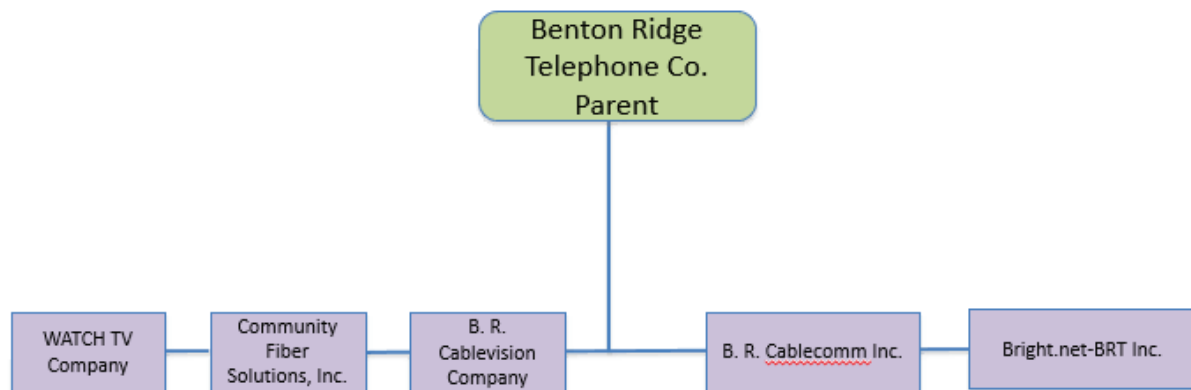 Benton Ridge
Telephone Co.
Parent
WATCH TV
Company
Community
Fiber
Solutions, Inc.
B. R.
Cablevision
Company
B. R. Cablecomm Inc.
Bright.net-BRT Inc.